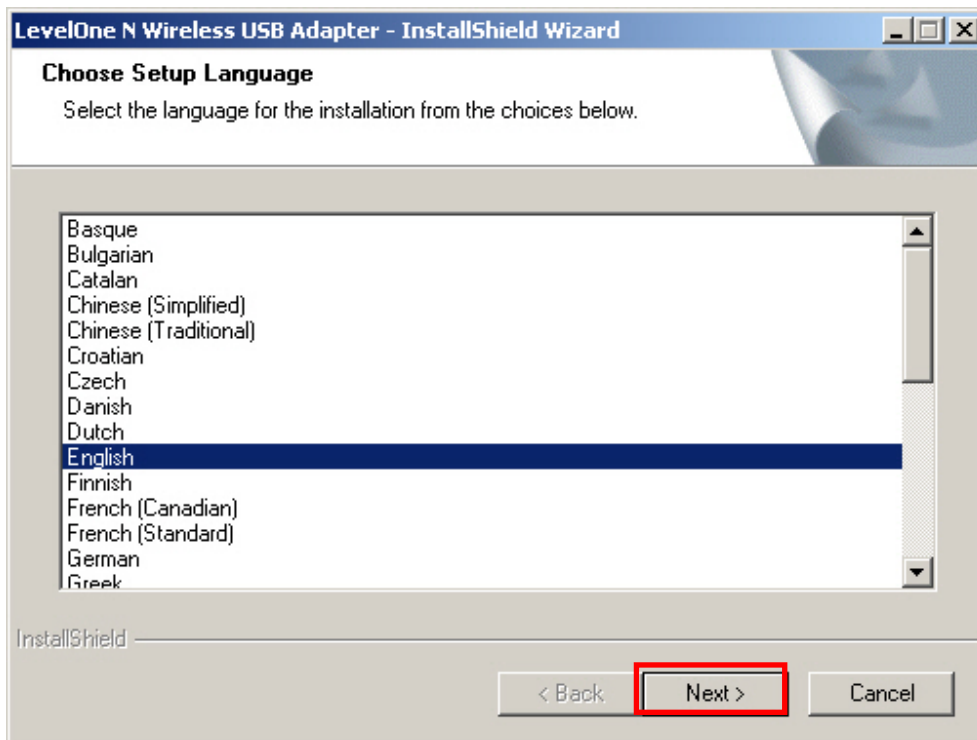 LevelOne N Wireless USB Adapter - InstallShield Wizard
Choose Setup Language
Select the language for the installation from the choices below.
Basque
Bulgarian
Catalan
Chinese (Simplified)
Chinese (Traditional)
Croatian
Czech
Danish
Dutch
English
Finnish
French (Canadian)
French (Standard)
German
Greek
InstallShield
< Back
Next >
Cancel